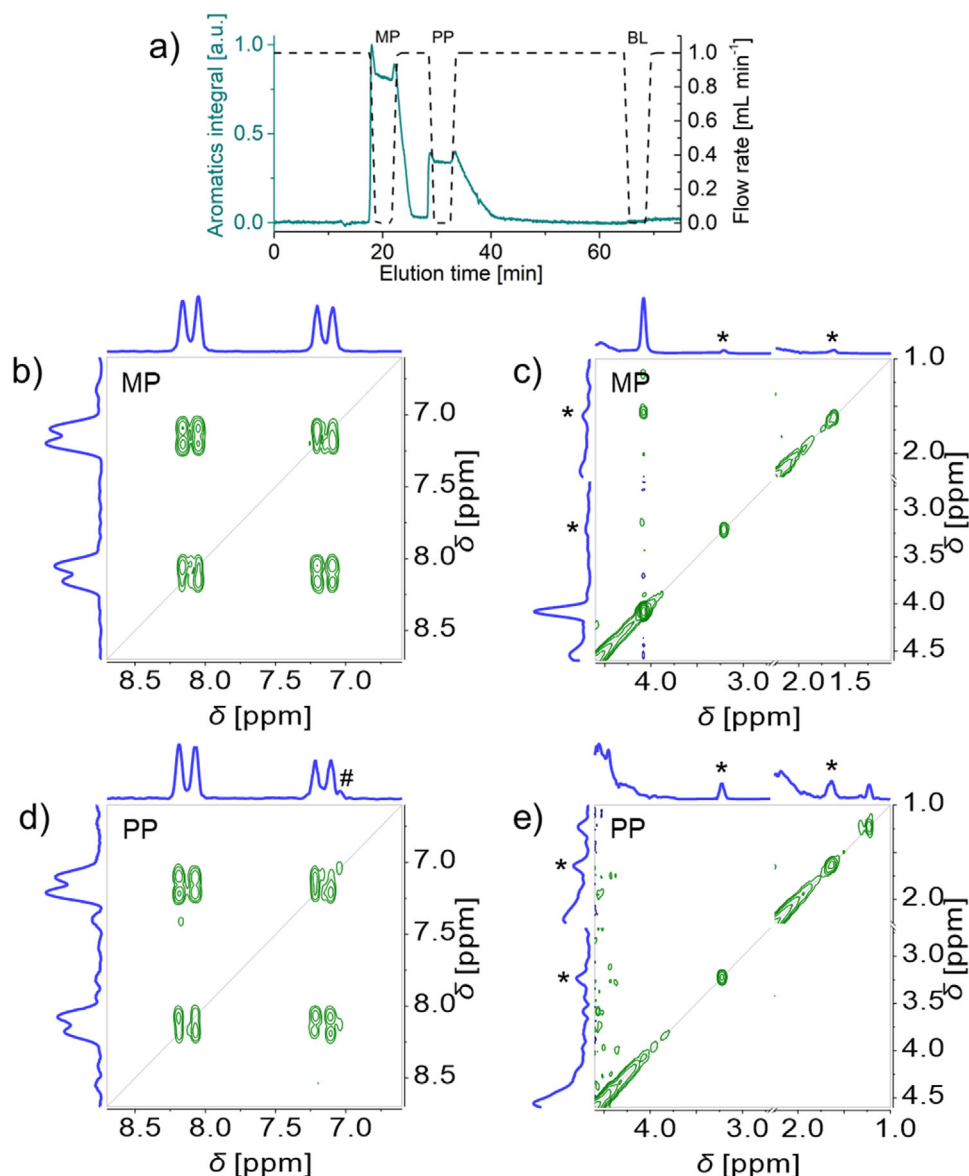 a)
MP PP BL
Aromatics integral [a.u.]
1.0
0.5
0.0
1.0
0.8
0.6
0.4
0.2
0.0
Flow rate [mL min⁻¹]
0 20 40 60
Elution time [min]
b)
MP
7.0
7.5
8.0
8.5
δ [ppm]
8.5 8.0 7.5 7.0
δ [ppm]
c)
* *
MP
*
*
1.0
2.0
3.0
3.5
4.0
4.5
δ [ppm]
4.0 3.0 2.0 1.5
δ [ppm]
d)
#
PP
7.0
7.5
8.0
8.5
δ [ppm]
8.5 8.0 7.5 7.0
δ [ppm]
e)
* *
PP
*
*
1.0
2.0
3.0
3.5
4.0
4.5
δ [ppm]
4.0 3.0 2.0 1.0
δ [ppm]